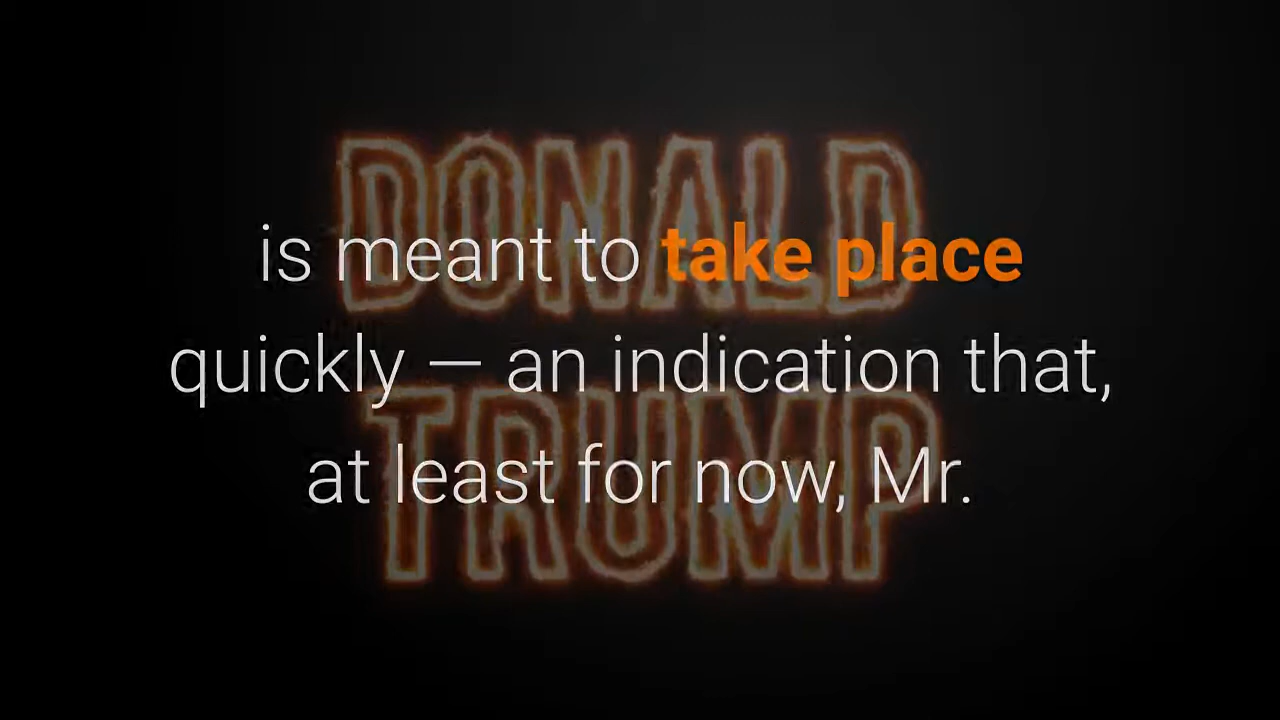 DONALD
is meant to take place
quickly — an indication that,
TRUMP
at least for now, Mr.